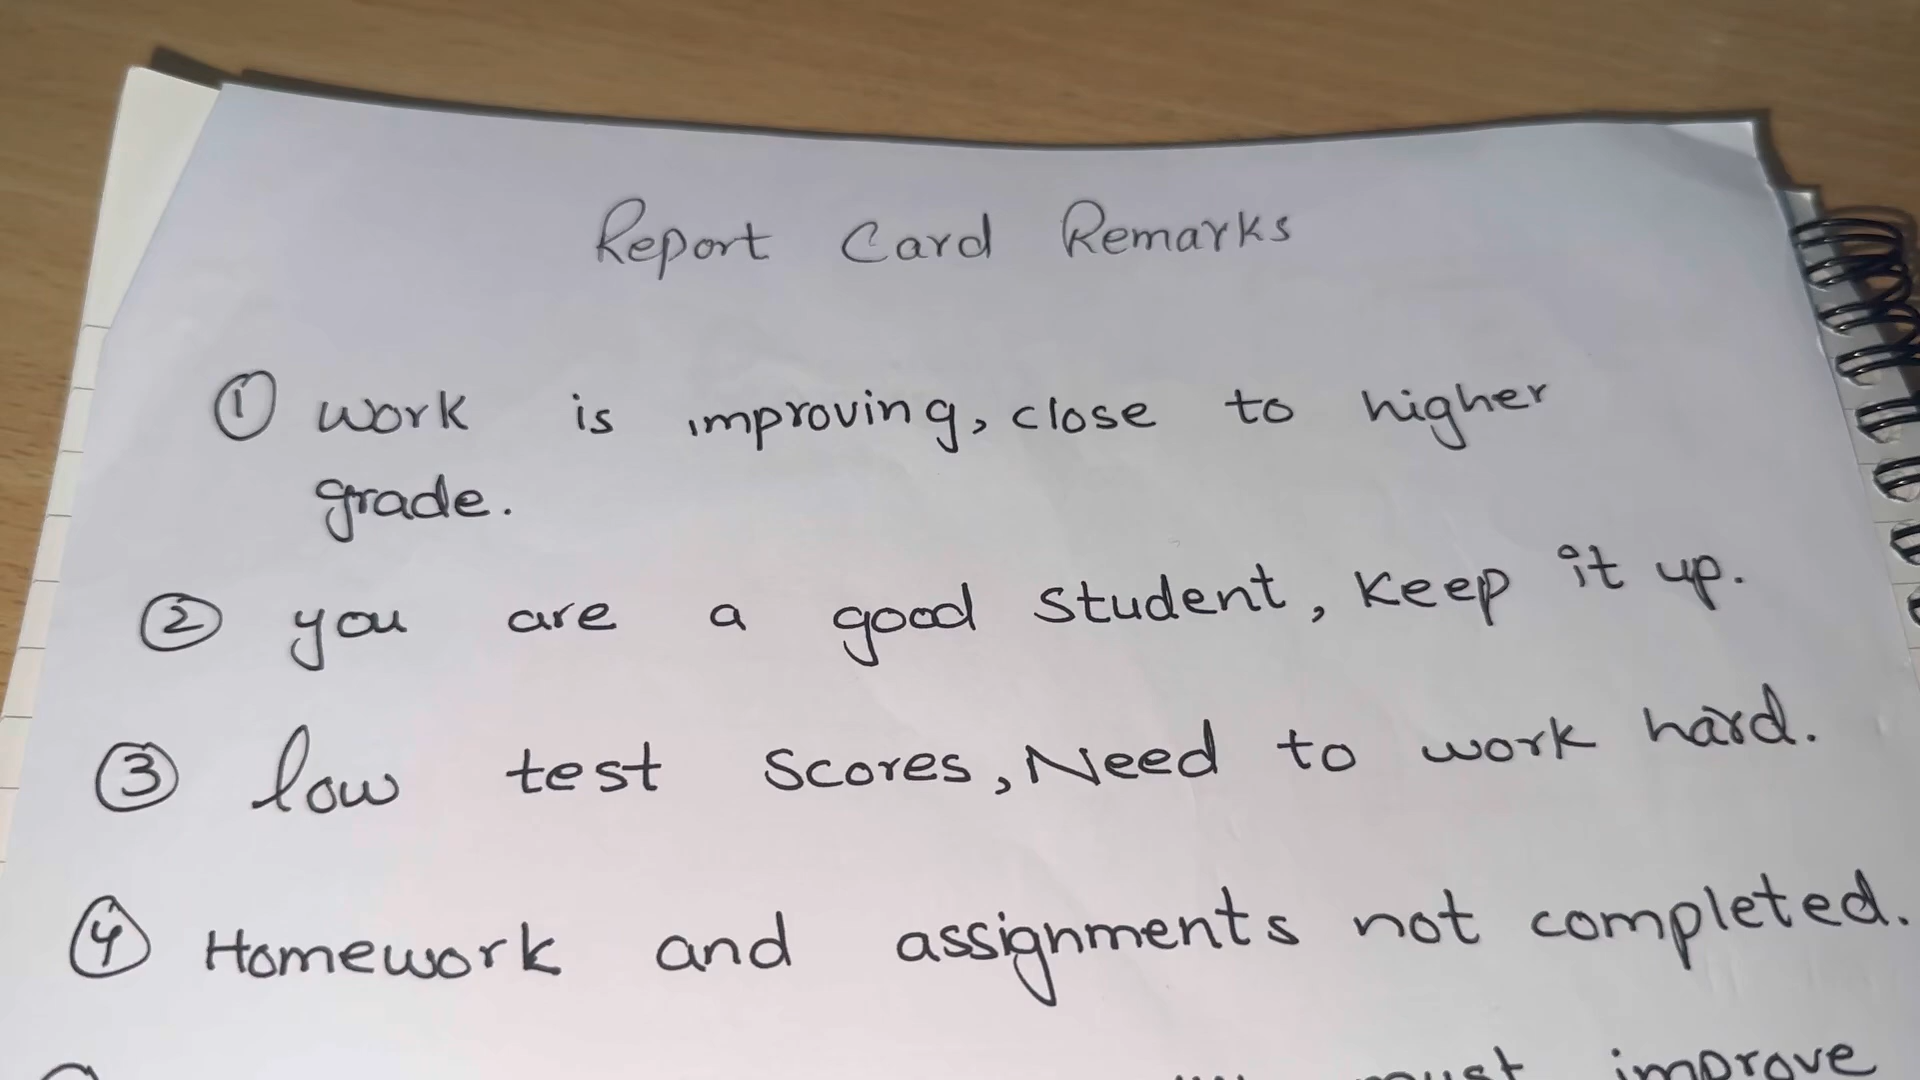 Report Card Remarks
① work is improving, close to higher
grade.
② you are a good student, keep it up.
③ low test scores, Need to work hard.
④ Homework and assignments not completed.
must improve